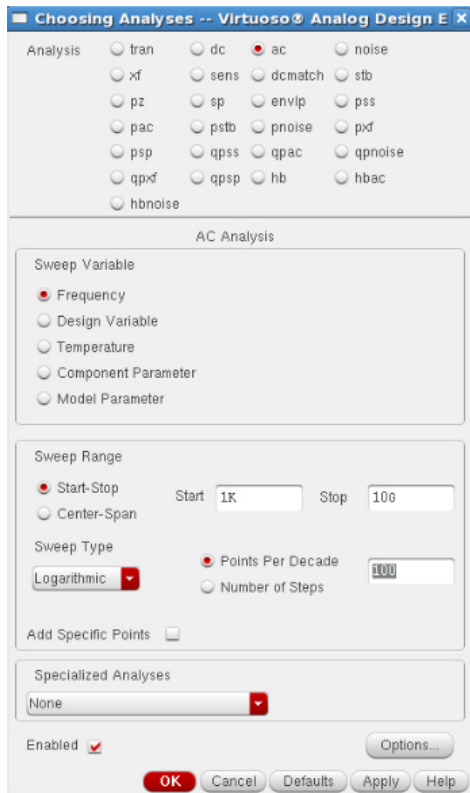 Choosing Analyses -- Virtuoso® Analog Design E
Analysis tran dc ac noise
xf sens dcmatch stb
pz sp envlp pss
pac pstb pnoise pxf
psp qpss qpac qpnoise
qpxf qpsp hb hbac
hbnoise
AC Analysis
Sweep Variable
Frequency
Design Variable
Temperature
Component Parameter
Model Parameter
Sweep Range
Start-Stop Start 1K Stop 10G
Center-Span
Sweep Type
Points Per Decade 100
Logarithmic
Number of Steps
Add Specific Points
Specialized Analyses
None
Enabled Options...
OK Cancel Defaults Apply Help